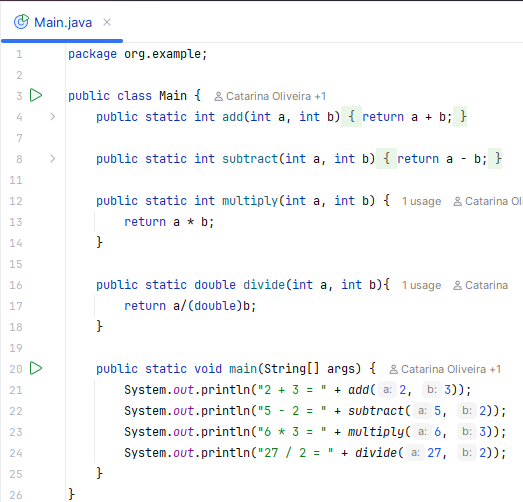 Main.java
1 package org.example;
2
3 public class Main { Catarina Oliveira +1
4 public static int add(int a, int b) { return a + b; }
7
8 public static int subtract(int a, int b) { return a - b; }
11
12 public static int multiply(int a, int b) { 1 usage Catarina Oli
13 return a * b;
14 }
15
16 public static double divide(int a, int b){ 1 usage Catarina
17 return a/(double)b;
18 }
19
20 public static void main(String[] args) { Catarina Oliveira +1
21 System.out.println("2 + 3 = " + add( a: 2, b: 3));
22 System.out.println("5 - 2 = " + subtract( a: 5, b: 2));
23 System.out.println("6 * 3 = " + multiply( a: 6, b: 3));
24 System.out.println("27 / 2 = " + divide( a: 27, b: 2));
25 }
26 }